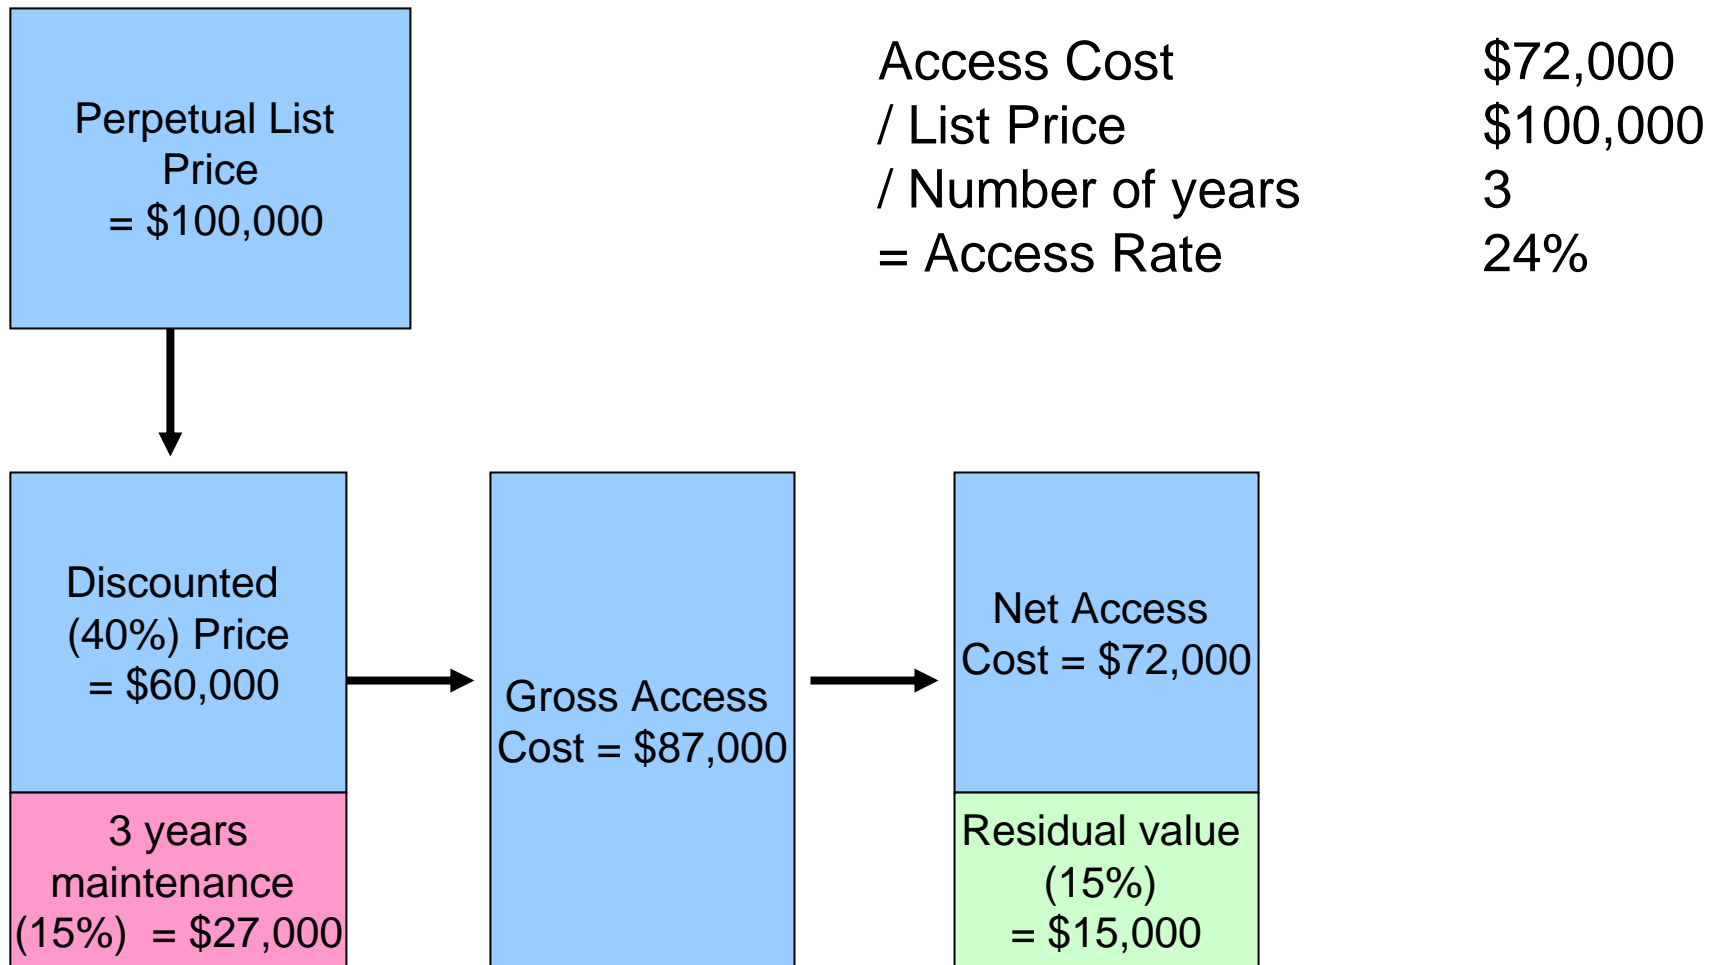 Perpetual List
Price
= $100,000
Access Cost $72,000
/ List Price $100,000
/ Number of years 3
= Access Rate 24%
Discounted
(40%) Price
= $60,000
3 years
maintenance
(15%) = $27,000
Gross Access
Cost = $87,000
Net Access
Cost = $72,000
Residual value
(15%)
= $15,000